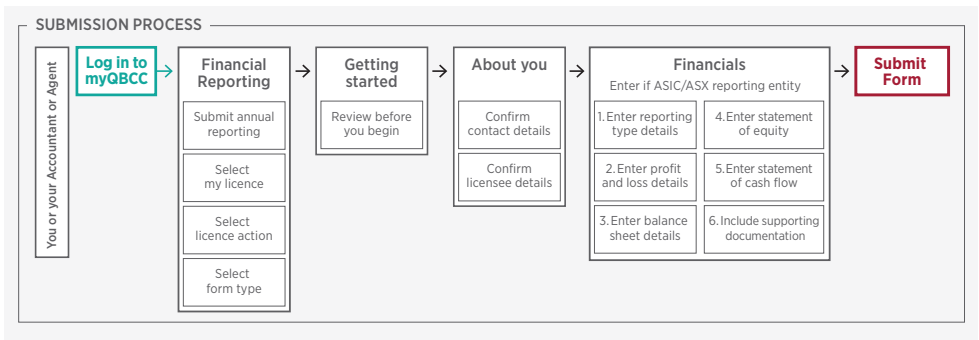 SUBMISSION PROCESS
You or your Accountant or Agent
Log in to
myQBCC
Financial
Reporting
Submit annual
reporting
Select
my licence
Select
licence action
Select
form type
Getting
started
Review before
you begin
About you
Confirm
contact details
Confirm
licensee details
Financials
Enter if ASIC/ASX reporting entity
1. Enter reporting
type details
2. Enter profit
and loss details
3. Enter balance
sheet details
4. Enter statement
of equity
5. Enter statement
of cash flow
6. Include supporting
documentation
Submit
Form